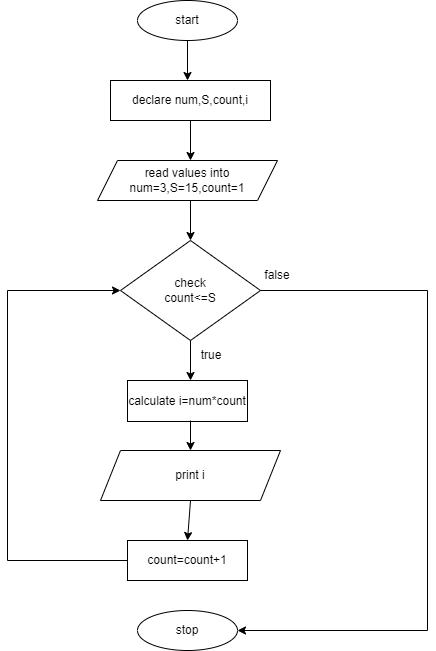 start
declare num,S,count,i
read values into
num=3,S=15,count=1
check
count<=S
false
true
calculate i=num*count
print i
count=count+1
stop